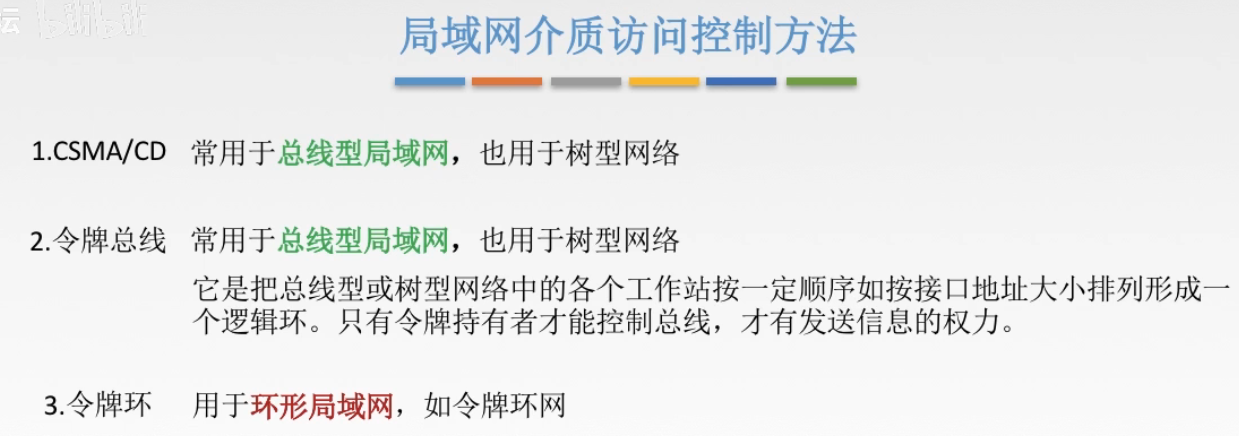 局域网介质访问控制方法
1.CSMA/CD 常用于总线型局域网，也用于树型网络
2.令牌总线 常用于总线型局域网，也用于树型网络
它是把总线型或树型网络中的各个工作站按一定顺序如按接口地址大小排列形成一
个逻辑环。只有令牌持有者才能控制总线，才有发送信息的权力。
3.令牌环 用于环形局域网，如令牌环网